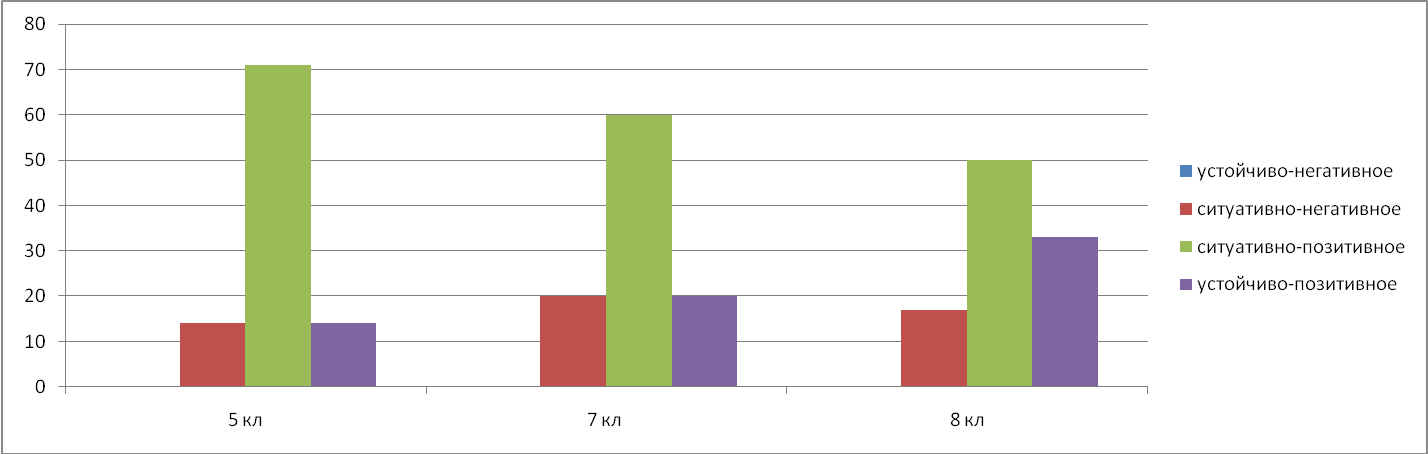 80
70
60
50
40
30
20
10
0
5 кл
7 кл
8 кл
устойчиво-негативное
ситуативно-негативное
ситуативно-позитивное
устойчиво-позитивное